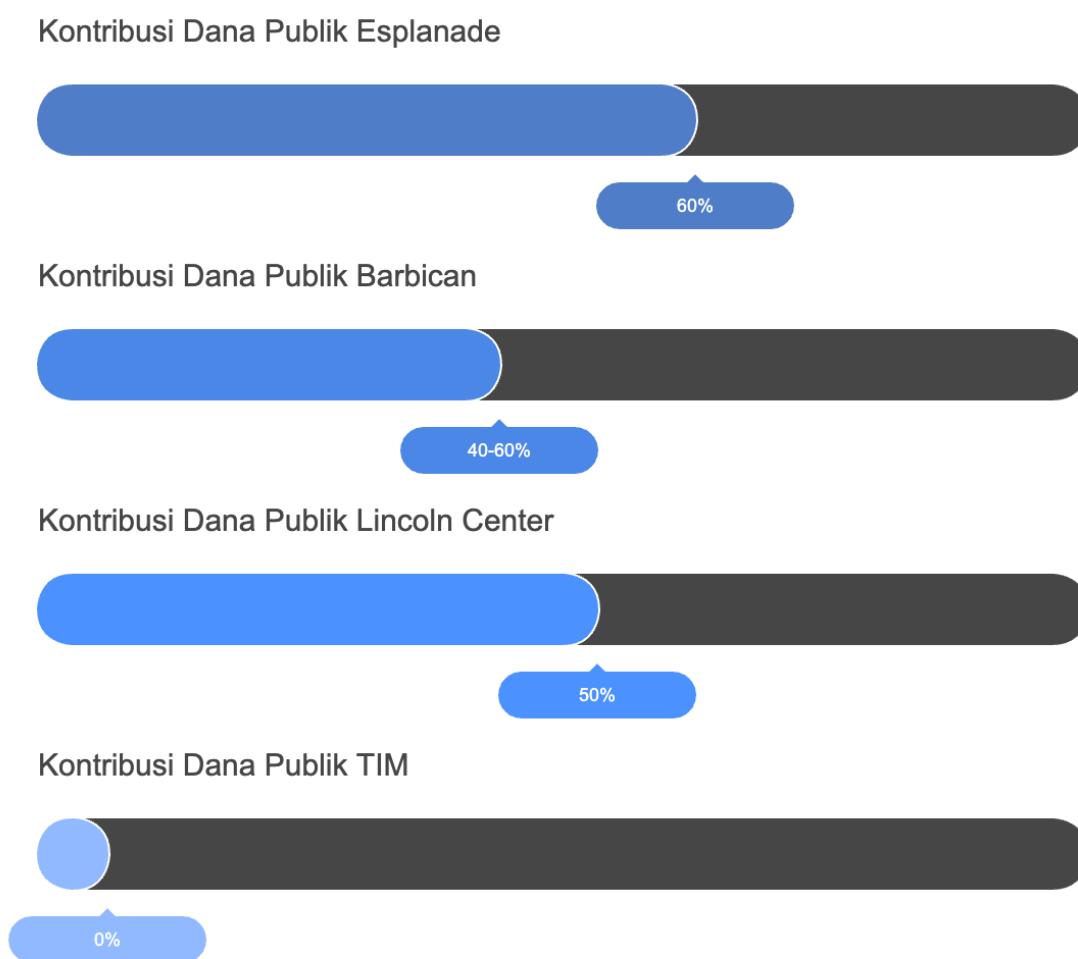 Kontribusi Dana Publik Esplanade
60%
Kontribusi Dana Publik Barbican
40-60%
Kontribusi Dana Publik Lincoln Center
50%
Kontribusi Dana Publik TIM
0%